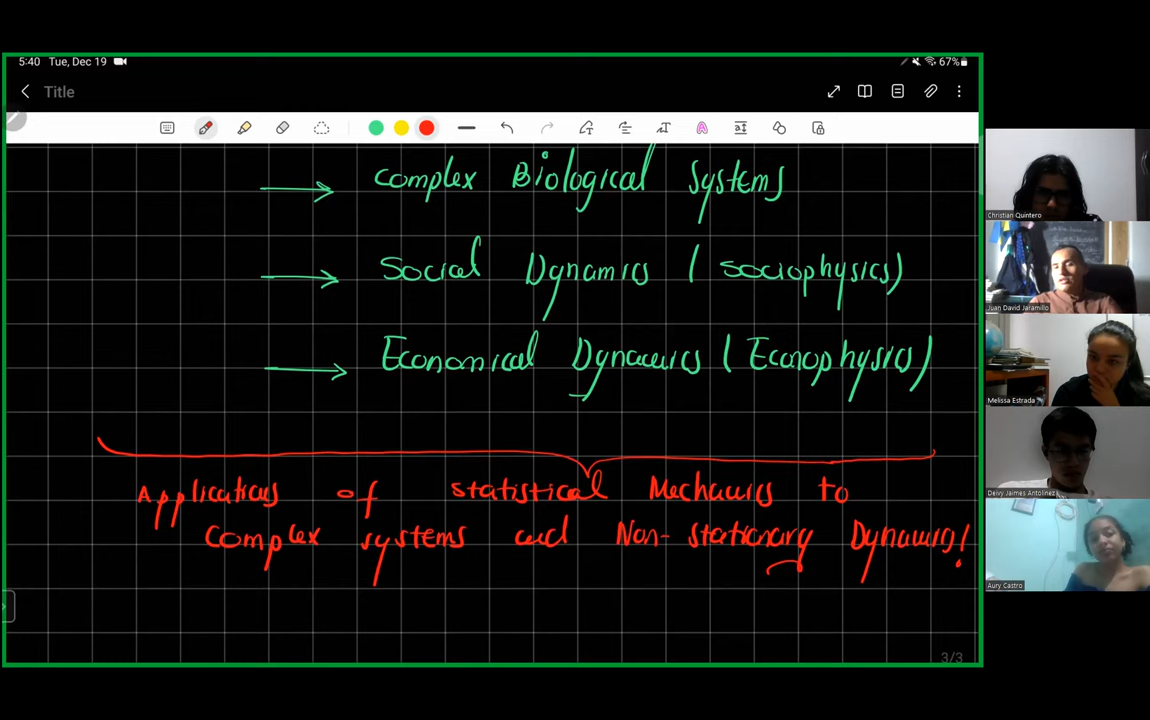 5:40 Tue, Dec 19 67%
Title
Complex Biological Systems
Christian Quintero
Social Dynamics (sociophysics)
Juan David Jaramillo
Economical Dynamics (Econophysics)
Melissa Estrada
Applications of statistical Mechanics to
Complex systems and Non-stationary Dynamics!
Deivy Jaimes Antolinez
Aury Castro
3/3